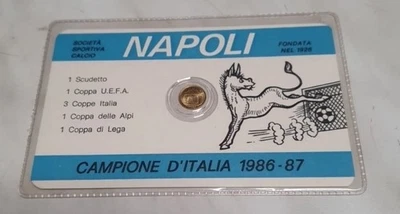 SOCIETÀ
SPORTIVA
CALCIO
NAPOLI
FONDATA
NEL 1926
1 Scudetto
1 Coppa U.E.F.A.
3 Coppe Italia
1 Coppa delle Alpi
1 Coppa di Lega
CAMPIONE D'ITALIA 1986-87